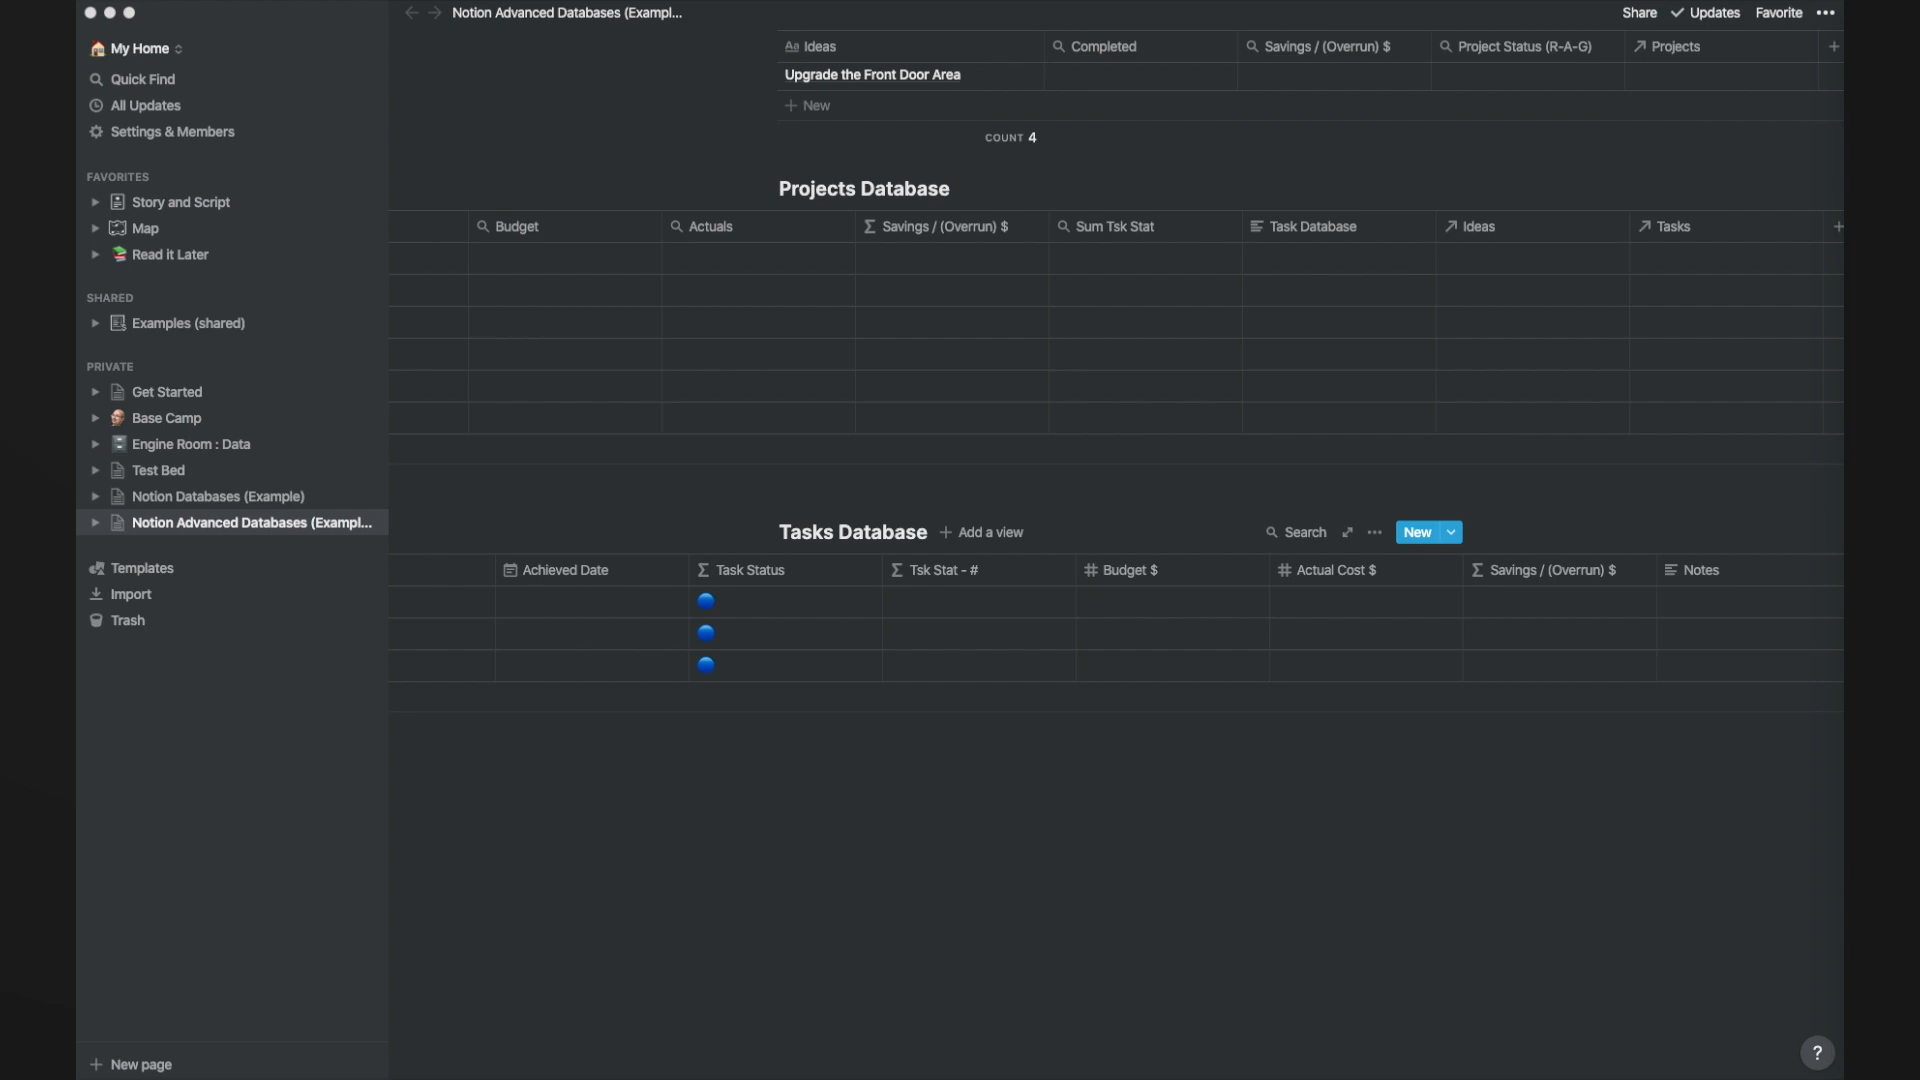 Notion Advanced Databases (Exampl...
Share
Updates
Favorite
My Home
Quick Find
All Updates
Settings & Members
FAVORITES
Story and Script
Map
Read it Later
SHARED
Examples (shared)
PRIVATE
Get Started
Base Camp
Engine Room : Data
Test Bed
Notion Databases (Example)
Notion Advanced Databases (Exampl...
Templates
Import
Trash
New page
Aa Ideas
Completed
Savings / (Overrun) $
Project Status (R-A-G)
Projects
Upgrade the Front Door Area
New
COUNT 4
Projects Database
Budget
Actuals
Savings / (Overrun) $
Sum Tsk Stat
Task Database
Ideas
Tasks
Tasks Database
Add a view
Search
New
Achieved Date
Task Status
Tsk Stat - #
Budget $
Actual Cost $
Savings / (Overrun) $
Notes
?